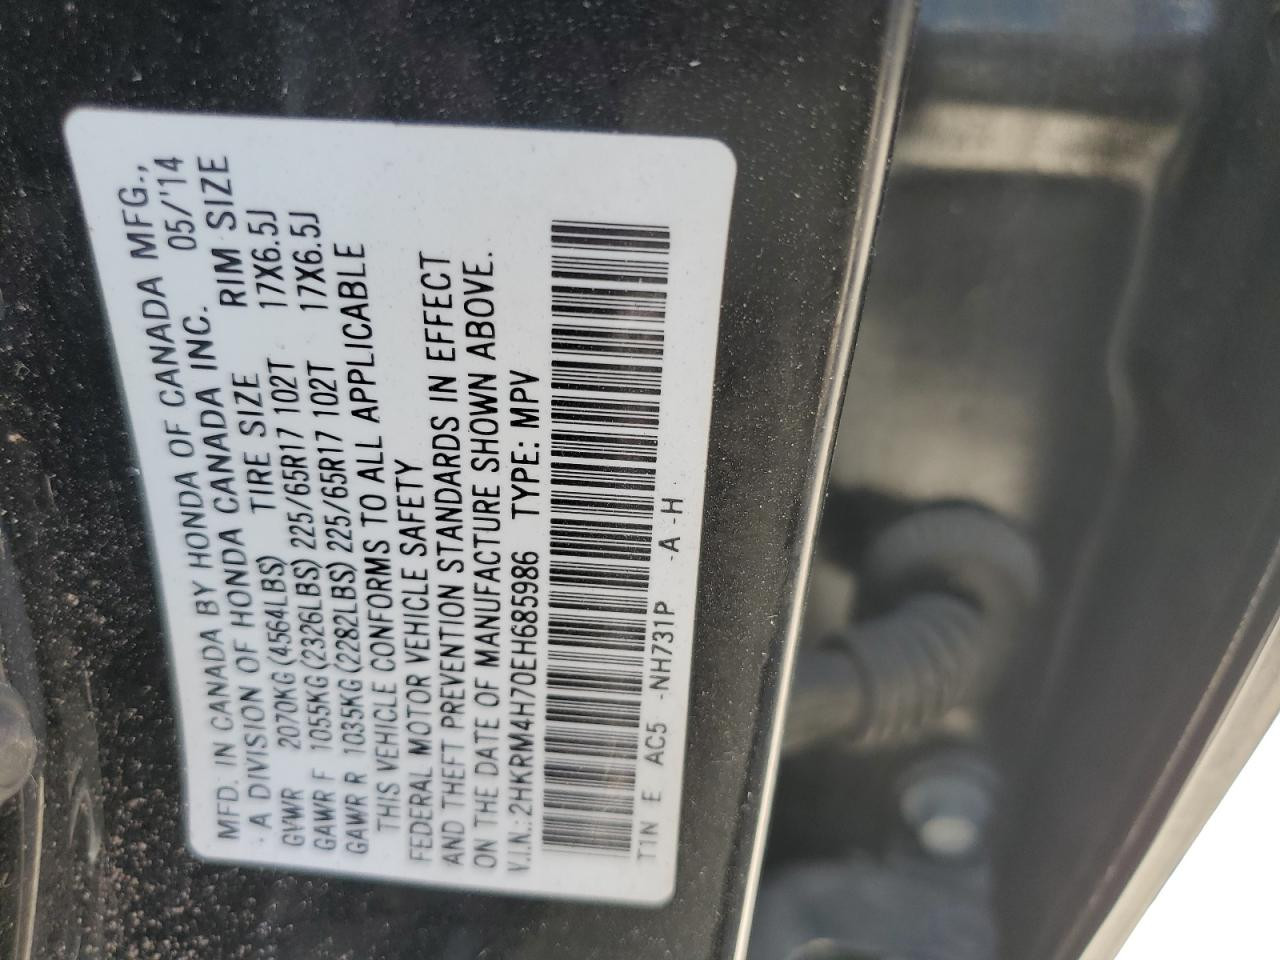 MFD. IN CANADA BY HONDA OF CANADA MFG.,
A DIVISION OF HONDA CANADA INC. 05/'14
GVWR 2070KG(4564LBS) TIRE SIZE RIM SIZE
GAWR F 1055KG(2326LBS) 225/65R17 102T 17X6.5J
GAWR R 1035KG(2282LBS) 225/65R17 102T 17X6.5J
THIS VEHICLE CONFORMS TO ALL APPLICABLE
FEDERAL MOTOR VEHICLE SAFETY
AND THEFT PREVENTION STANDARDS IN EFFECT
ON THE DATE OF MANUFACTURE SHOWN ABOVE.
V.I.N.:2HKRM4H70EH685986 TYPE: MPV
T1N E AC5 -NH731P -A -H